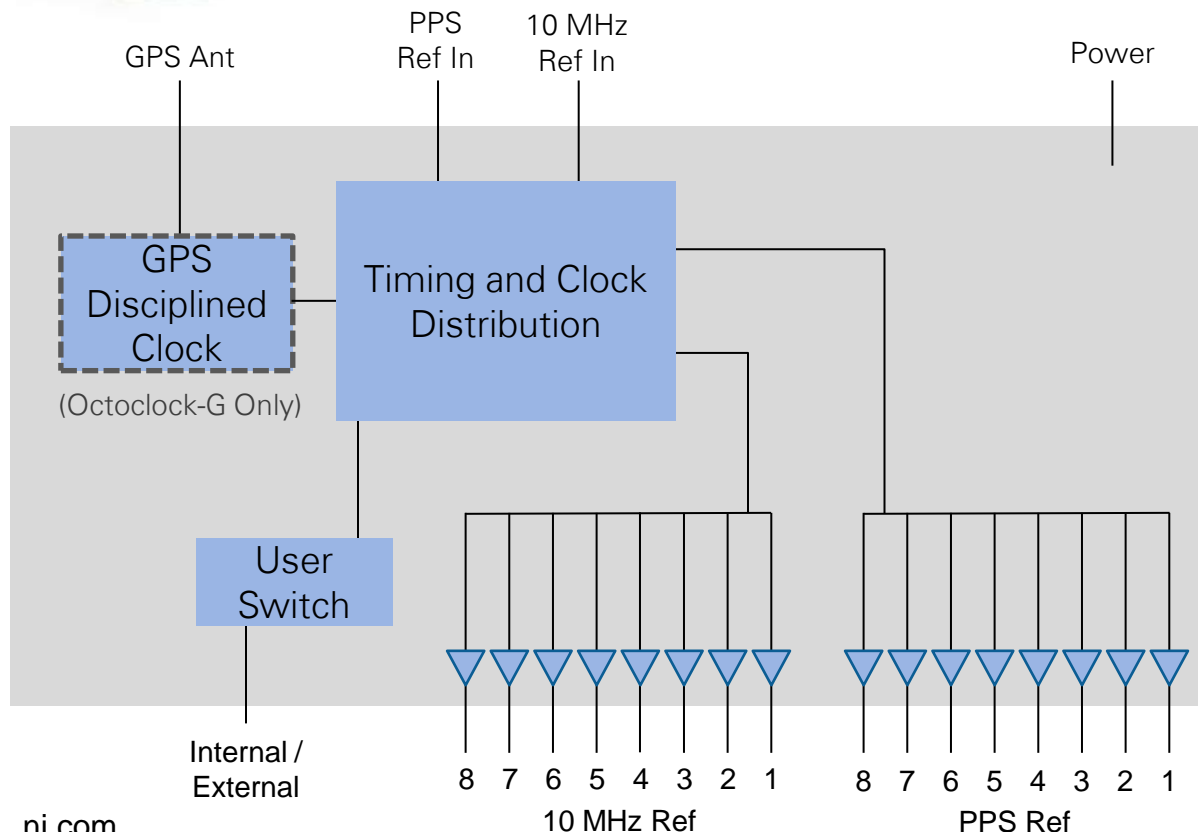 PPS
Ref In
10 MHz
Ref In
GPS Ant
Power
GPS
Disciplined
Clock
Timing and Clock
Distribution
(Octoclock-G Only)
User
Switch
Internal /
External
8 7 6 5 4 3 2 1
10 MHz Ref
8 7 6 5 4 3 2 1
PPS Ref
ni.com